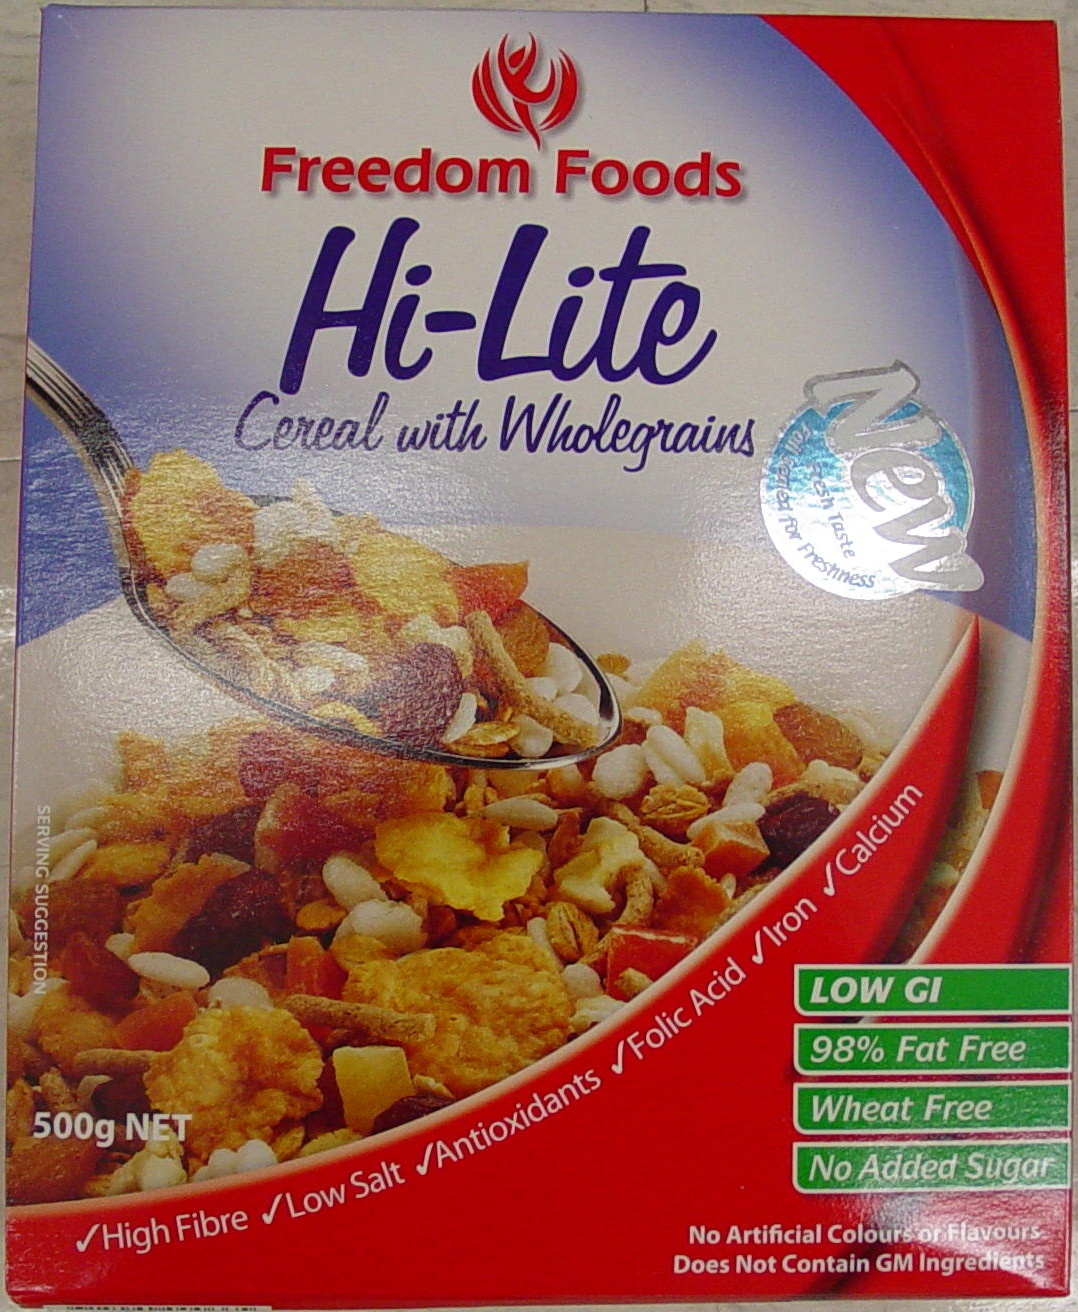 Freedom Foods
Hi-Lite
Cereal with Wholegrains
New
Fresh Taste
Foil Sealed for Freshness
SERVING SUGGESTION
500g NET
✓High Fibre ✓Low Salt ✓Antioxidants ✓Folic Acid ✓Iron ✓Calcium
LOW GI
98% Fat Free
Wheat Free
No Added Sugar
No Artificial Colours or Flavours
Does Not Contain GM Ingredients